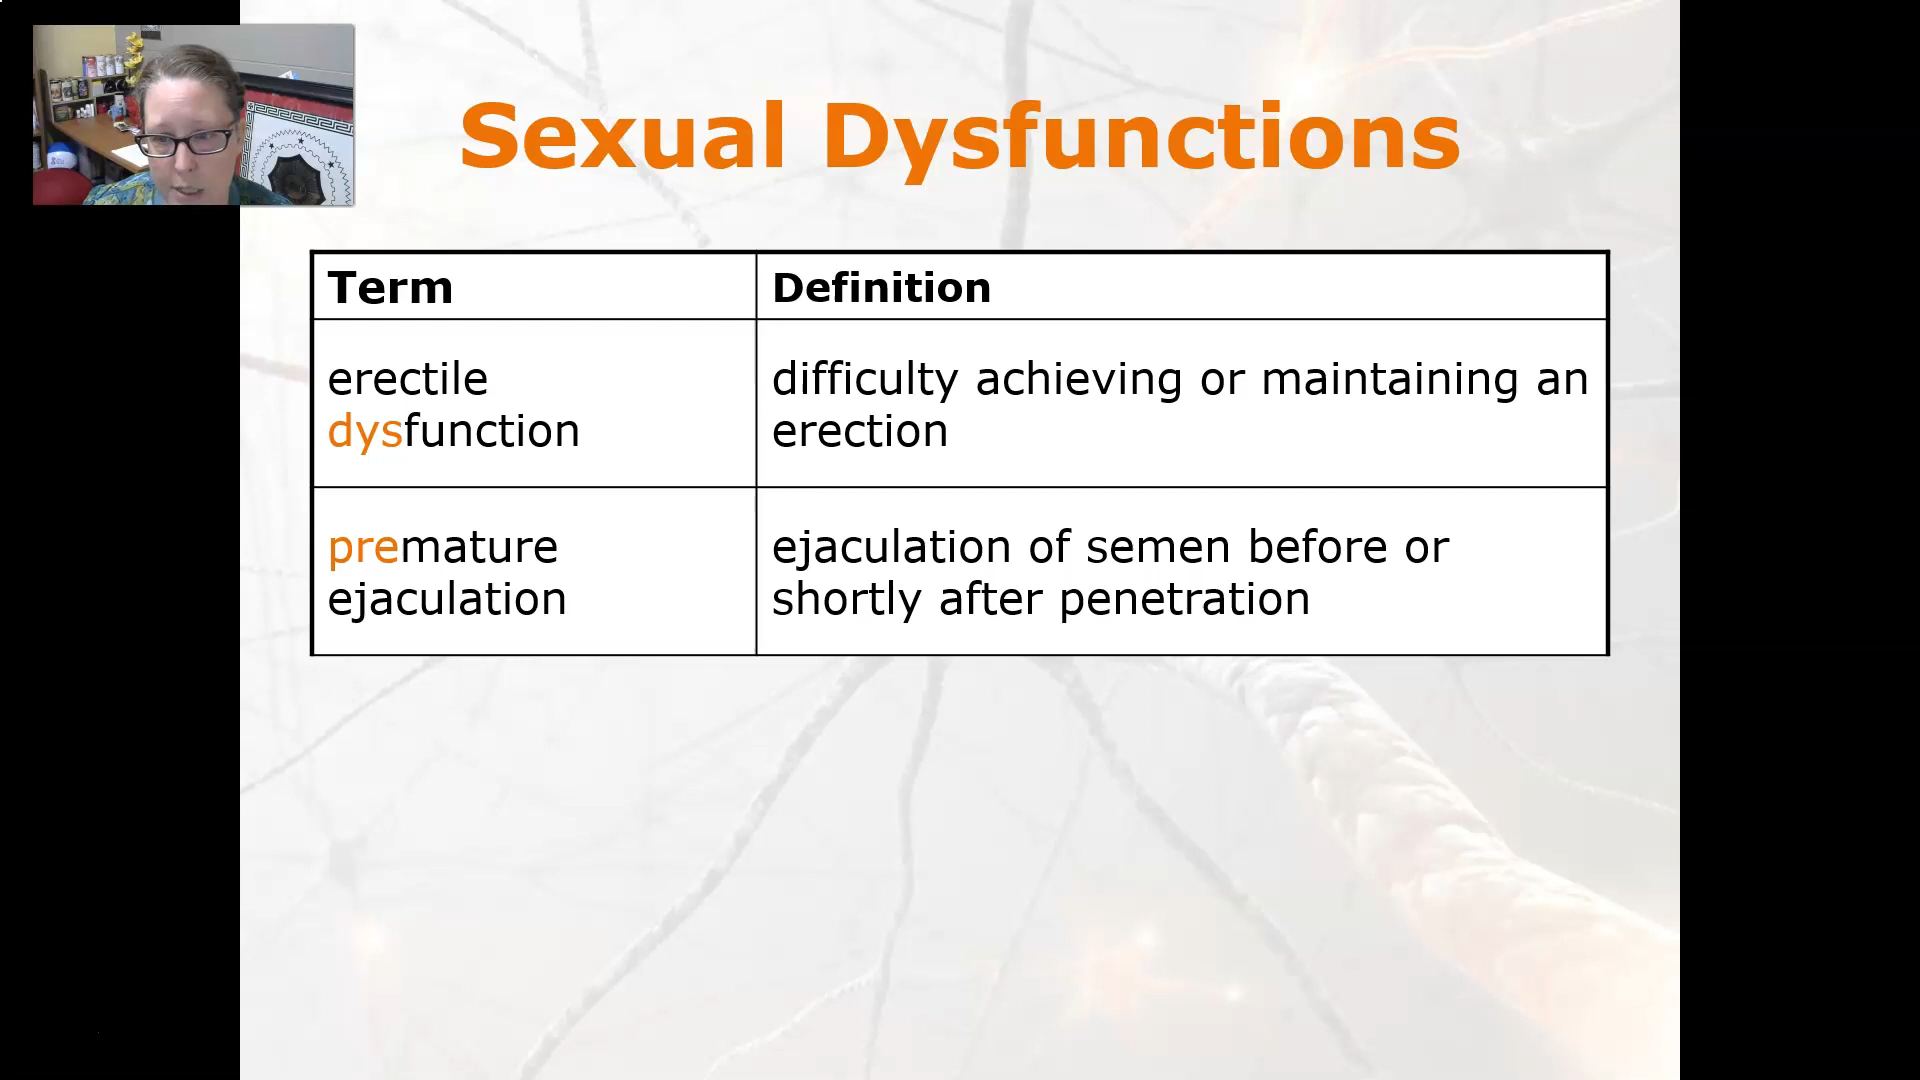 Sexual Dysfunctions
Term
Definition
erectile
dysfunction
difficulty achieving or maintaining an
erection
premature
ejaculation
ejaculation of semen before or
shortly after penetration